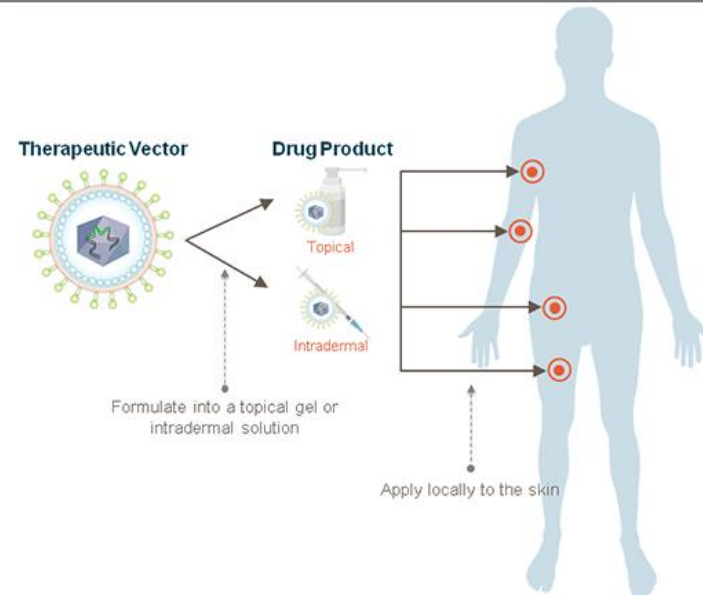 Therapeutic Vector
Drug Product
Topical
Intradermal
Formulate into a topical gel or
intradermal solution
Apply locally to the skin